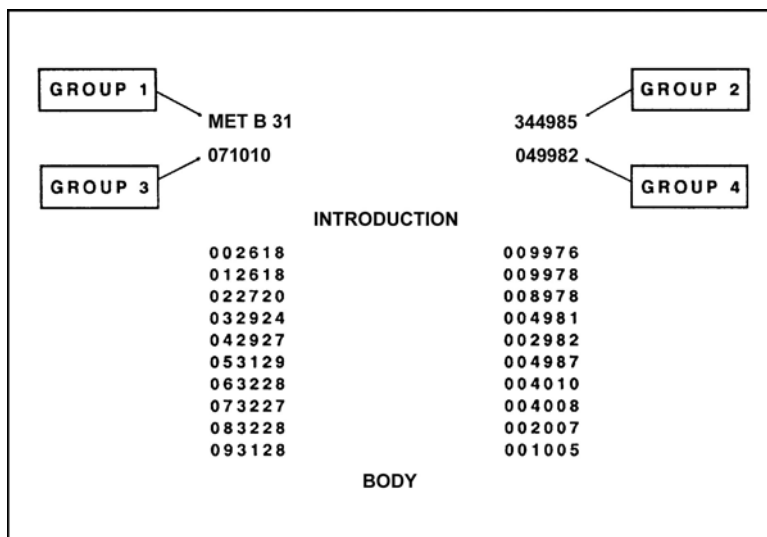 GROUP 1 GROUP 2
MET B 31 344985
071010 049982
GROUP 3 GROUP 4
INTRODUCTION
002618 009976
012618 009978
022720 008978
032924 004981
042927 002982
053129 004987
063228 004010
073227 004008
083228 002007
093128 001005
BODY